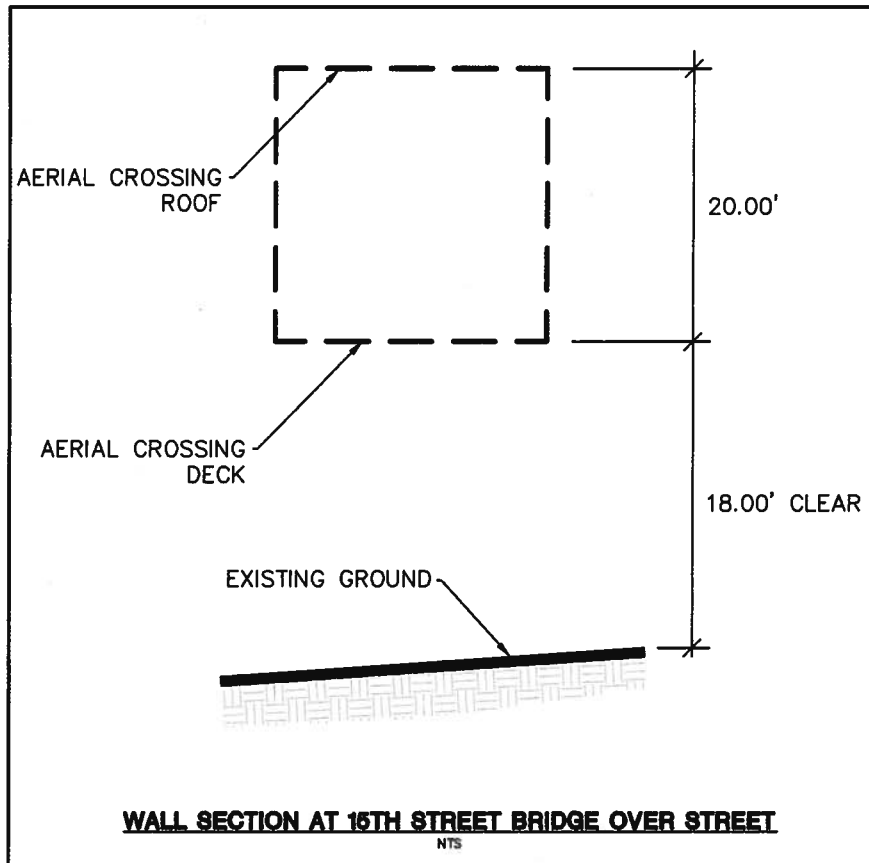 AERIAL CROSSING
ROOF
20.00'
AERIAL CROSSING
DECK
18.00' CLEAR
EXISTING GROUND
WALL SECTION AT 15TH STREET BRIDGE OVER STREET
NTS